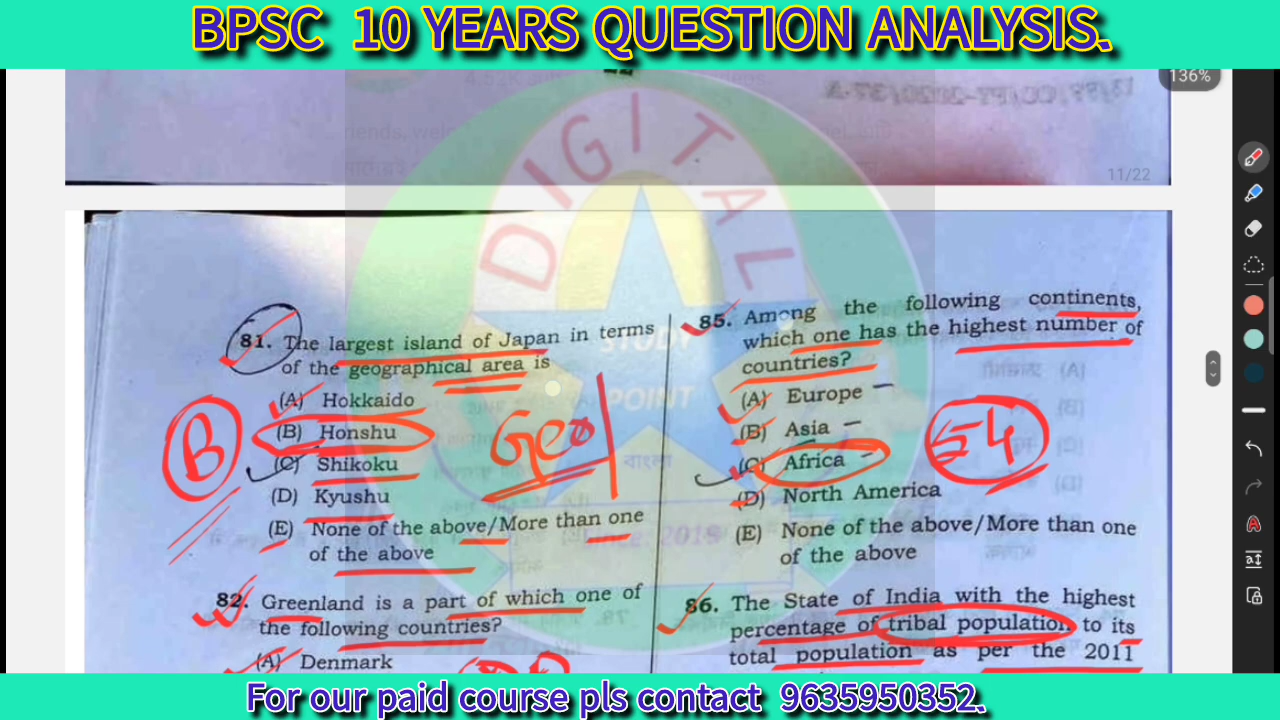 BPSC 10 YEARS QUESTION ANALYSIS.
136%
11/22
DIGITAL
STUDY
POINT
বাংলা
since: 2018
81. The largest island of Japan in terms
of the geographical area is
(A) Hokkaido
(B) Honshu
(C) Shikoku
(D) Kyushu
(E) None of the above/More than one
of the above
B
Geo
82. Greenland is a part of which one of
the following countries?
(A) Denmark
85. Among the following continents,
which one has the highest number of
countries?
(A) Europe
(B) Asia
(C) Africa
(D) North America
(E) None of the above/More than one
of the above
54
86. The State of India with the highest
percentage of tribal population to its
total population as per the 2011
For our paid course pls contact 9635950352.